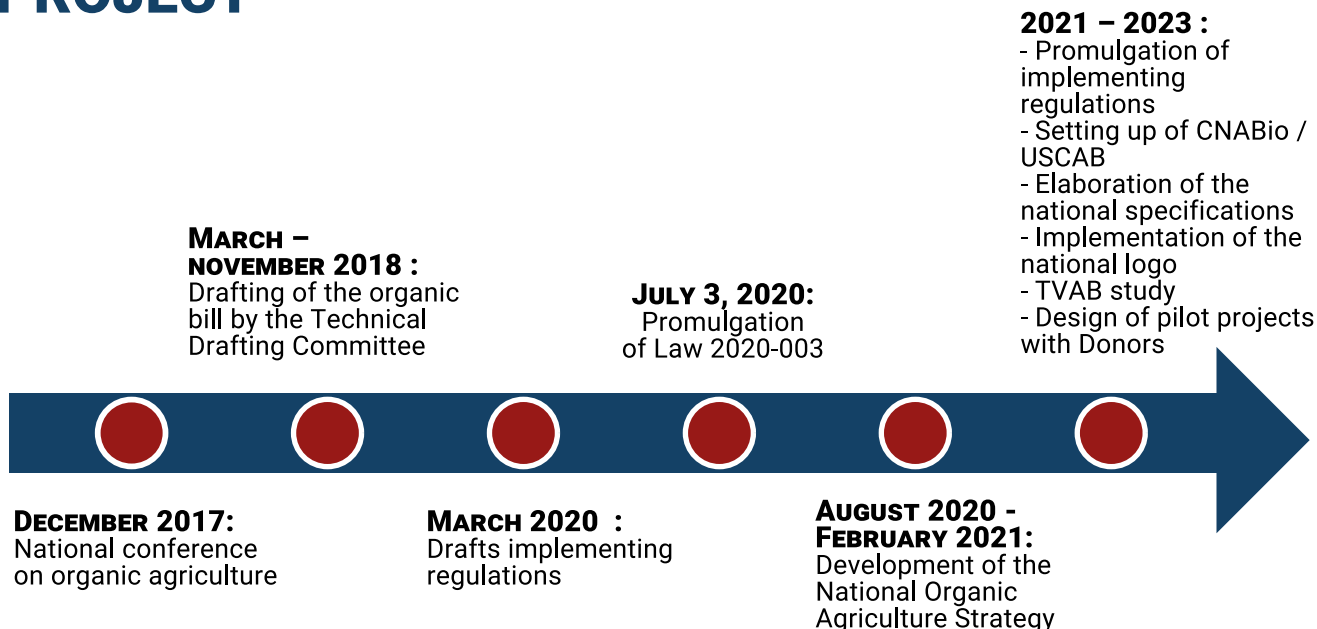 PROJECT
2021 – 2023 :
- Promulgation of
implementing
regulations
- Setting up of CNABio /
USCAB
- Elaboration of the
national specifications
- Implementation of the
national logo
- TVAB study
- Design of pilot projects
with Donors
MARCH –
NOVEMBER 2018 :
Drafting of the organic
bill by the Technical
Drafting Committee
JULY 3, 2020:
Promulgation
of Law 2020-003
DECEMBER 2017:
National conference
on organic agriculture
MARCH 2020 :
Drafts implementing
regulations
AUGUST 2020 -
FEBRUARY 2021:
Development of the
National Organic
Agriculture Strategy